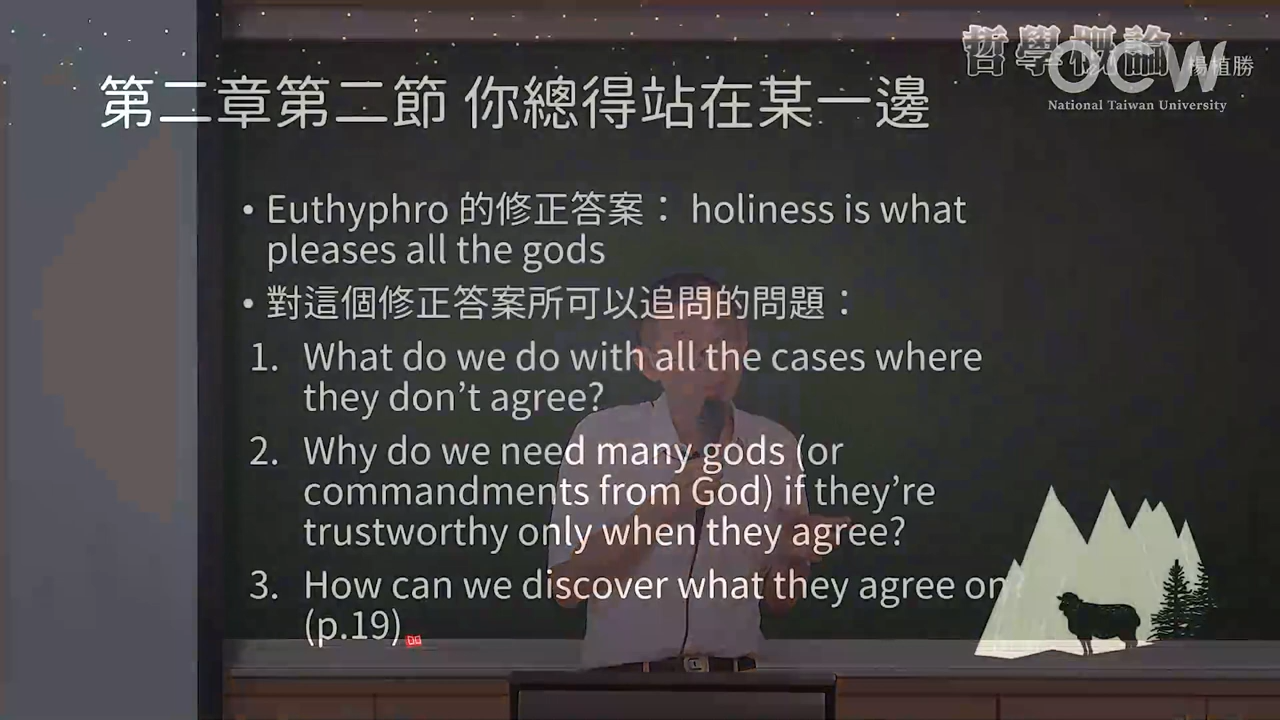 哲學概論 楊植勝
OCW
National Taiwan University
第二章第二節 你總得站在某一邊
• Euthyphro 的修正答案： holiness is what
pleases all the gods
• 對這個修正答案所可以追問的問題：
1. What do we do with all the cases where
they don’t agree?
2. Why do we need many gods (or
commandments from God) if they’re
trustworthy only when they agree?
3. How can we discover what they agree on?
(p.19)